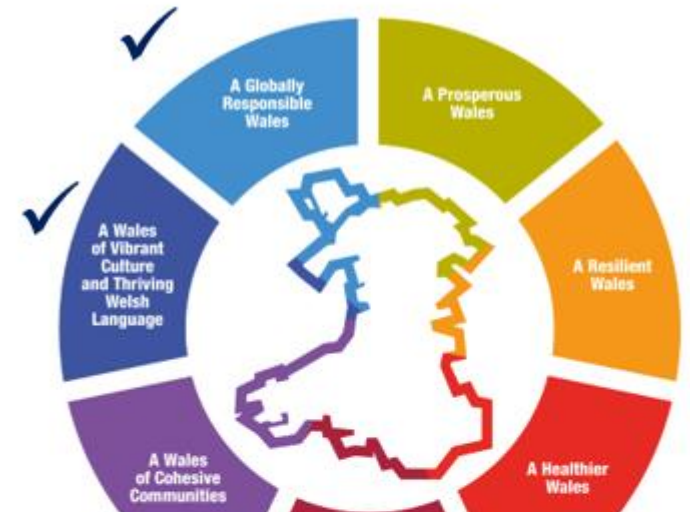 A Globally
Responsible
Wales
A Prosperous
Wales
A Resilient
Wales
A Healthier
Wales
A Wales
of Cohesive
Communities
A Wales
of Vibrant
Culture
and Thriving
Welsh
Language